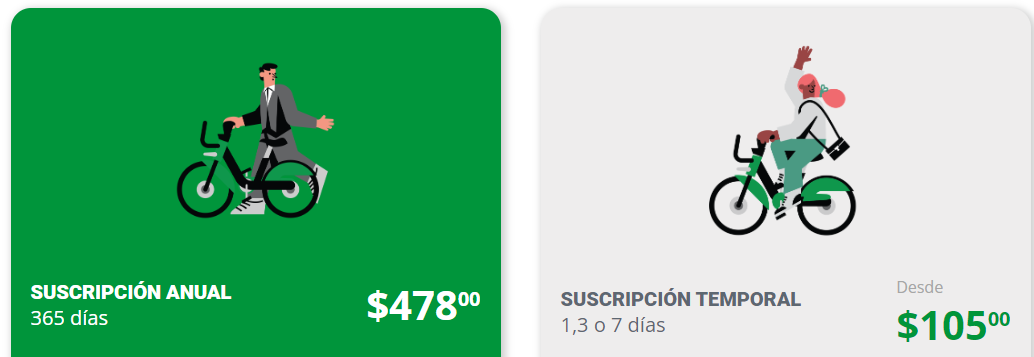 SUSCRIPCIÓN ANUAL
365 días
$47800
SUSCRIPCIÓN TEMPORAL
1,3 o 7 días
Desde
$10500